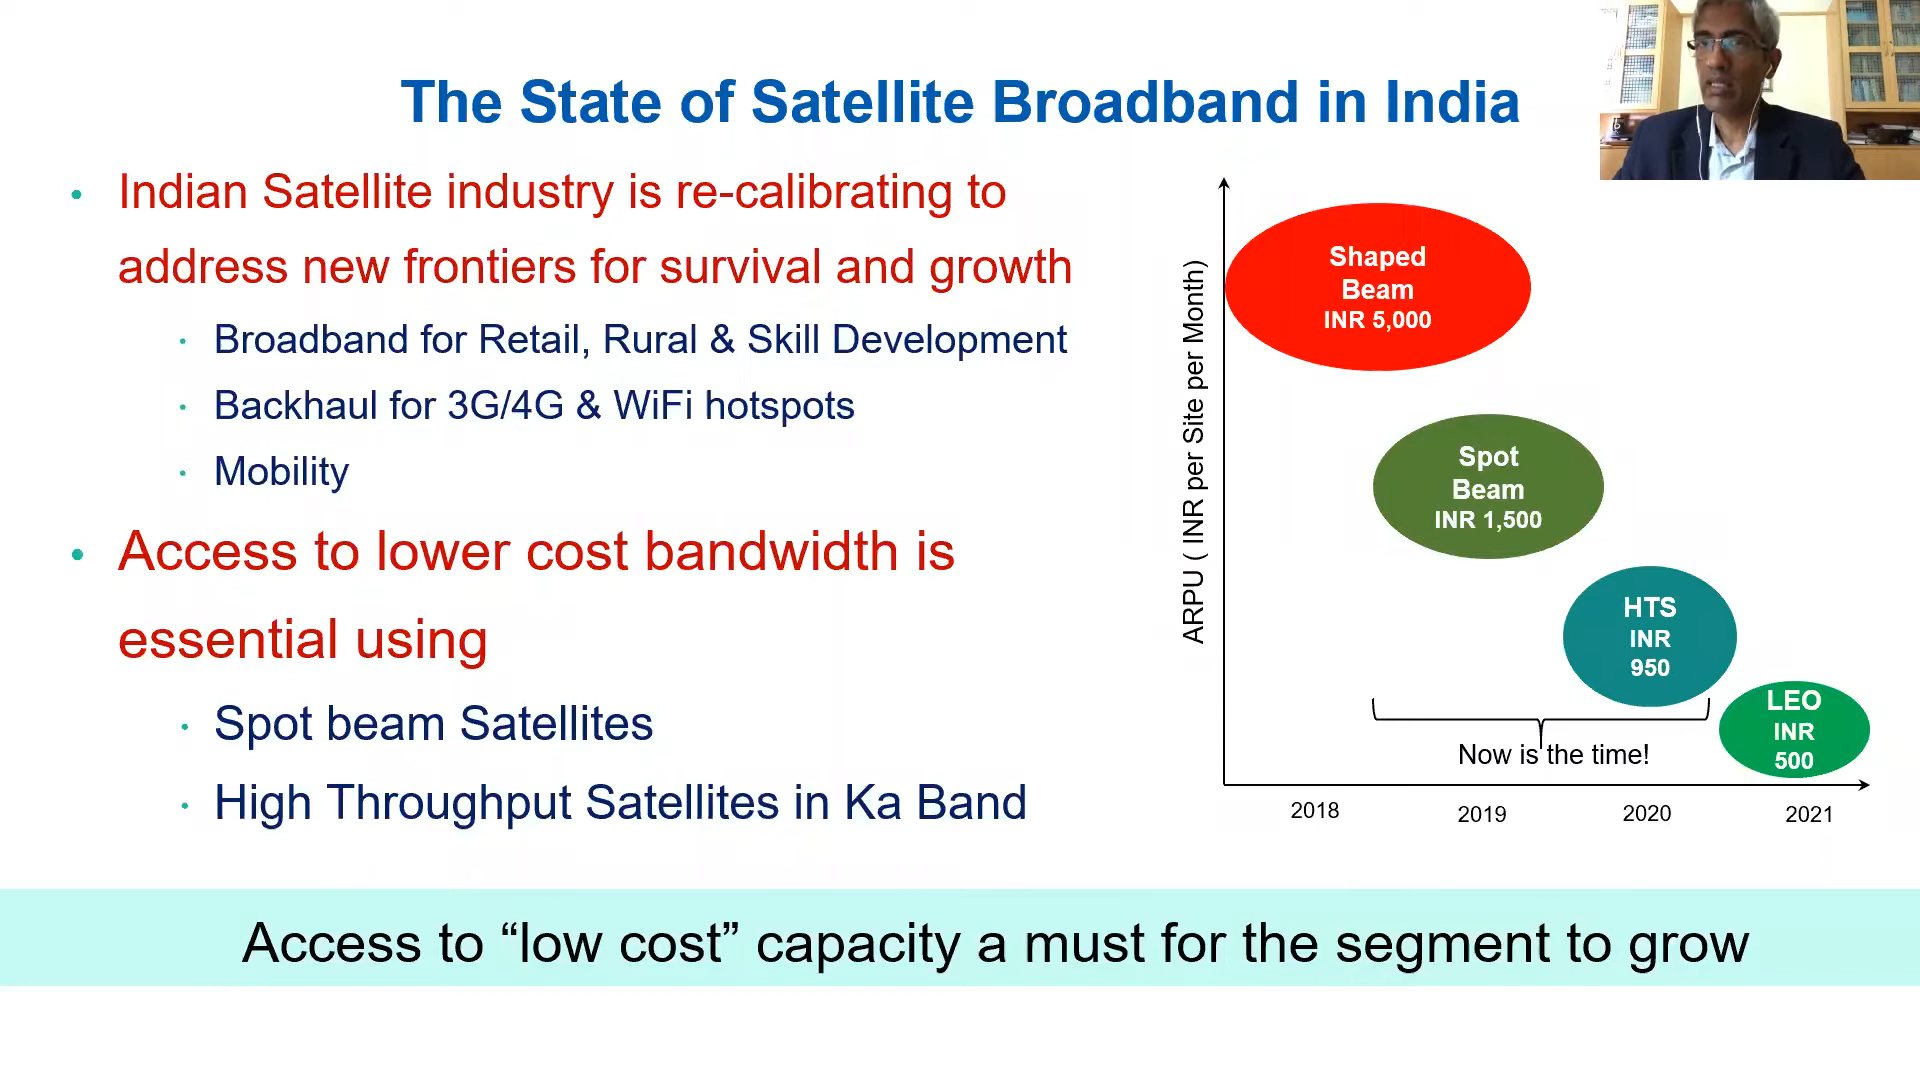 The State of Satellite Broadband in India
• Indian Satellite industry is re-calibrating to
address new frontiers for survival and growth
• Broadband for Retail, Rural & Skill Development
• Backhaul for 3G/4G & WiFi hotspots
• Mobility
• Access to lower cost bandwidth is
essential using
• Spot beam Satellites
• High Throughput Satellites in Ka Band
ARPU ( INR per Site per Month)
Shaped
Beam
INR 5,000
Spot
Beam
INR 1,500
HTS
INR
950
LEO
INR
500
Now is the time!
2018
2019
2020
2021
Access to “low cost” capacity a must for the segment to grow